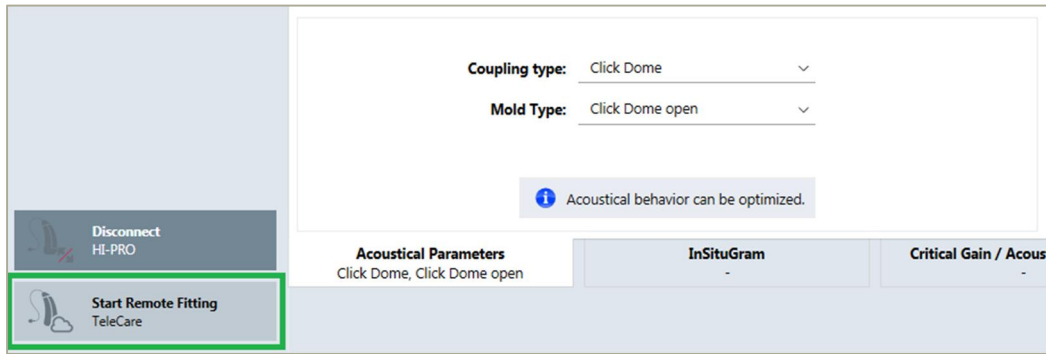 Coupling type: Click Dome
Mold Type: Click Dome open
Acoustical behavior can be optimized.
Disconnect
HI-PRO
Start Remote Fitting
TeleCare
Acoustical Parameters
Click Dome, Click Dome open
InSituGram
-
Critical Gain / Acous
-